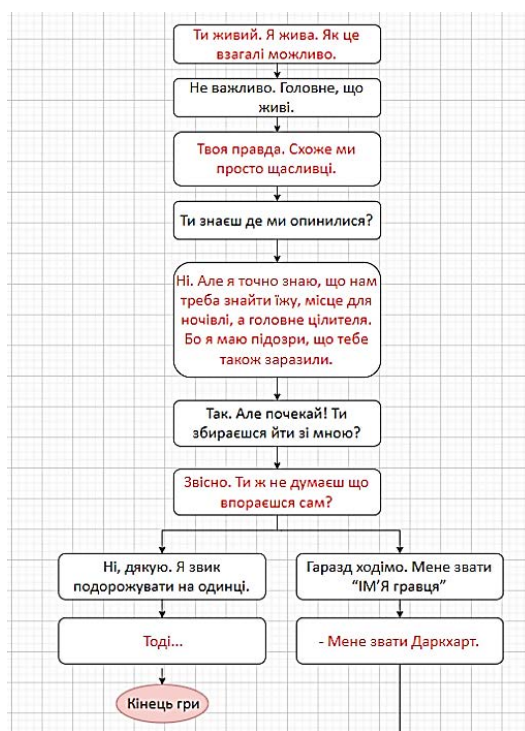 Ти живий. Я жива. Як це
взагалі можливо.
Не важливо. Головне, що
живі.
Твоя правда. Схоже ми
просто щасливці.
Ти знаєш де ми опинилися?
Ні. Але я точно знаю, що нам
треба знайти їжу, місце для
ночівлі, а головне цілителя.
Бо я маю підозри, що тебе
також заразили.
Так. Але почекай! Ти
збираєшся йти зі мною?
Звісно. Ти ж не думаєш що
впораєшся сам?
Ні, дякую. Я звик
подорожувати на одинці.
Гаразд ходімо. Мене звати
“ІМ’Я гравця”
Тоді...
- Мене звати Даркхарт.
Кінець гри